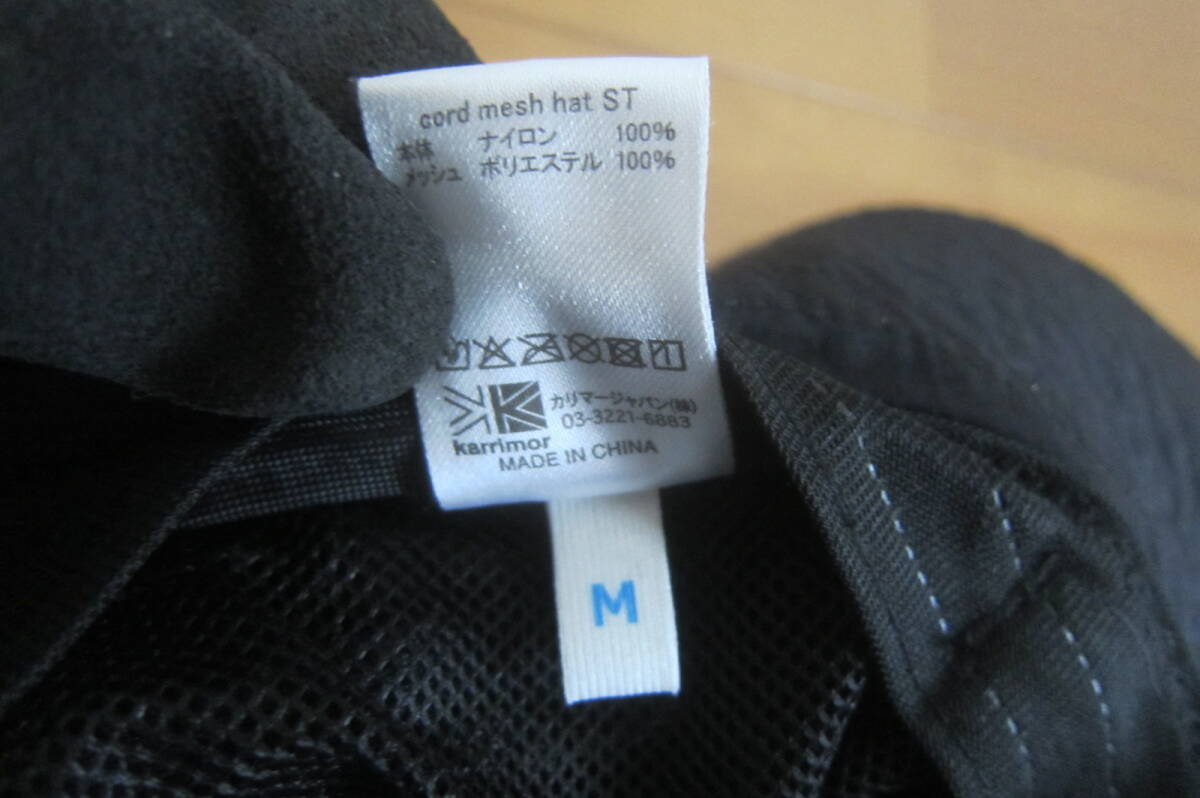 cord mesh hat ST
本体 ナイロン 100%
メッシュ ポリエステル 100%
カリマージャパン(株)
03-3221-6883
karrimor
MADE IN CHINA
M